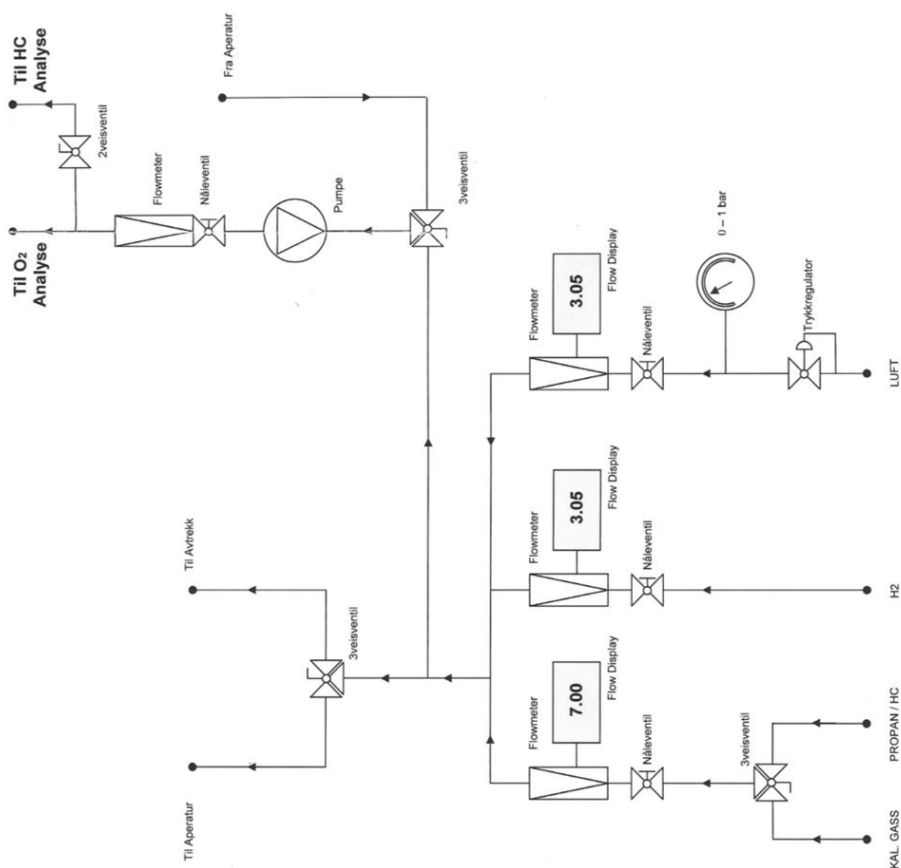 Til HC
Analyse
Til O₂
Analyse
2veisventil
Fra Aperatur
Flowmeter
Nåleventil
Pumpe
3veisventil
Til Avtrekk
Til Aperatur
3veisventil
Flowmeter
3.05
Flow Display
Nåleventil
0 – 1 bar
Trykkregulator
LUFT
Flowmeter
3.05
Flow Display
Nåleventil
H2
Flowmeter
7.00
Flow Display
Nåleventil
3veisventil
PROPAN / HC
KAL. GASS